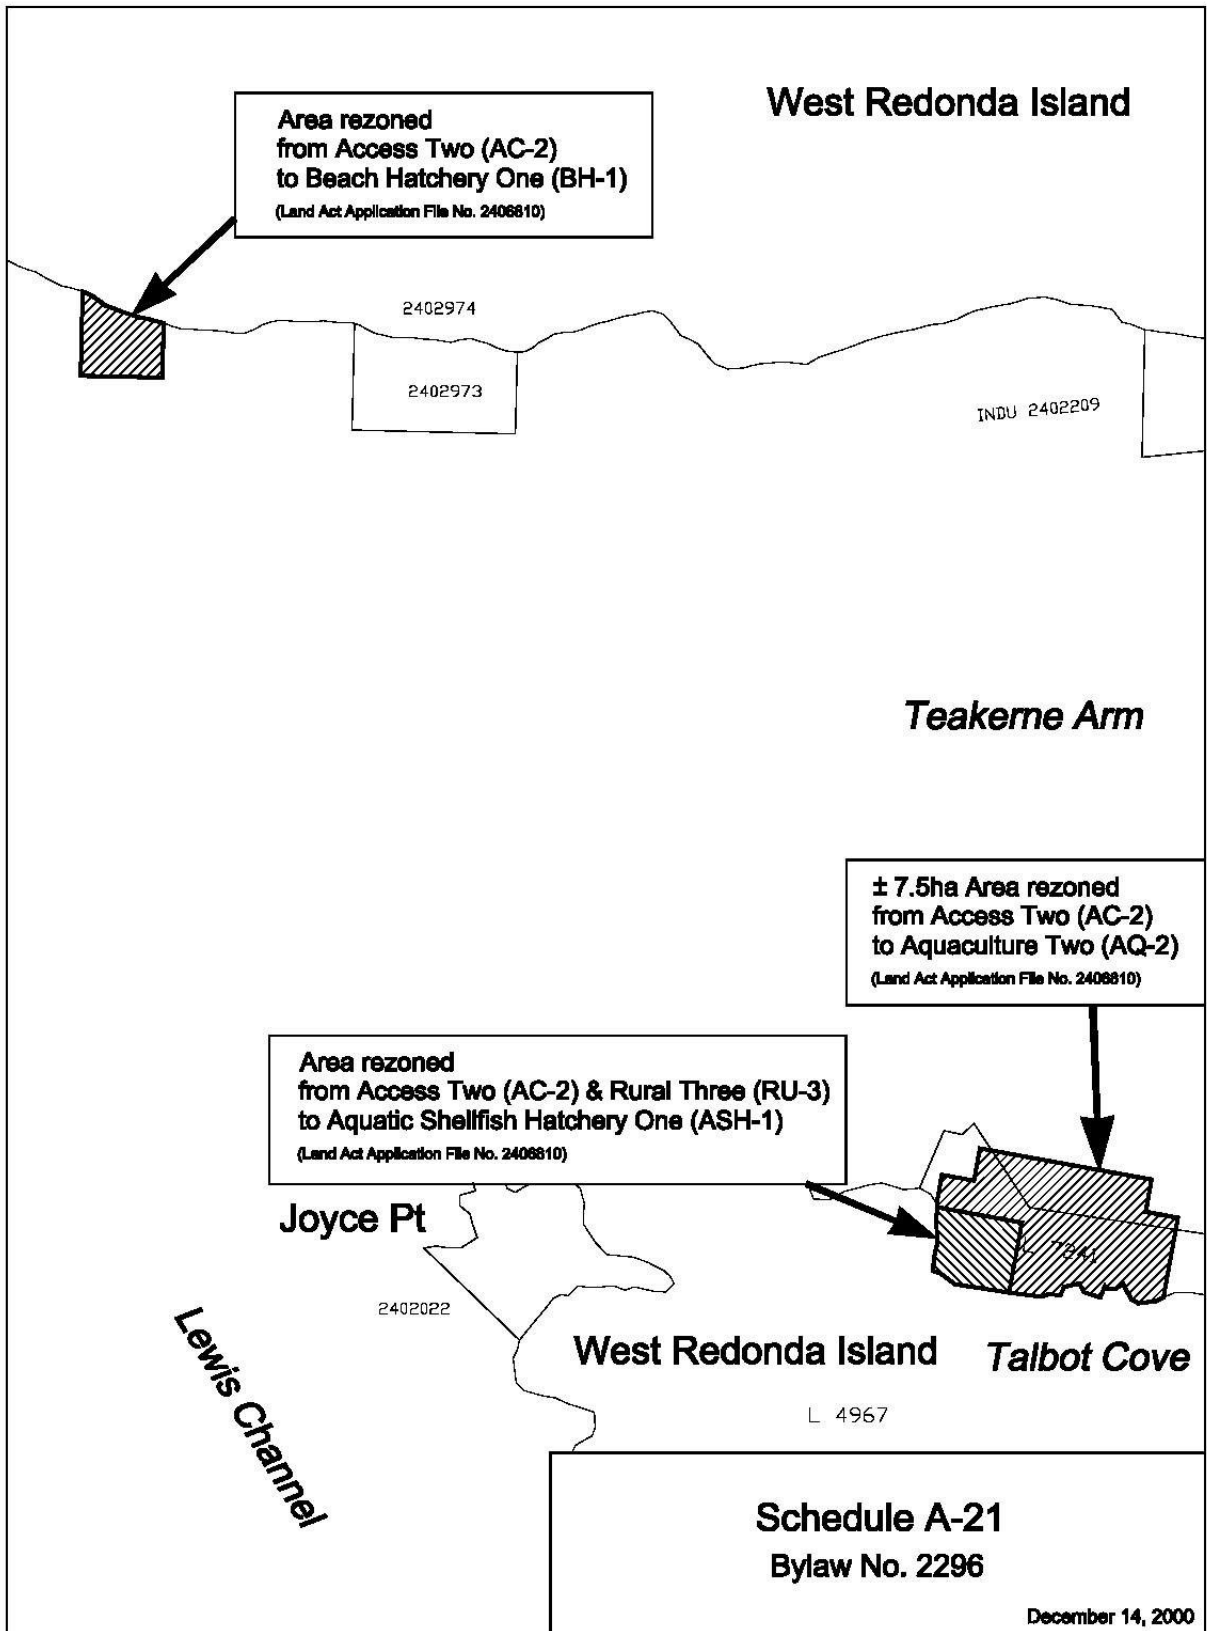 West Redonda Island
Area rezoned
from Access Two (AC-2)
to Beach Hatchery One (BH-1)
(Land Act Application File No. 2406810)
2402974
2402973
INDU 2402209
Teakerne Arm
± 7.5ha Area rezoned
from Access Two (AC-2)
to Aquaculture Two (AQ-2)
(Land Act Application File No. 2406810)
Area rezoned
from Access Two (AC-2) & Rural Three (RU-3)
to Aquatic Shellfish Hatchery One (ASH-1)
(Land Act Application File No. 2406810)
Joyce Pt
L 7241
2402022
Lewis Channel
West Redonda Island
Talbot Cove
L 4967
Schedule A-21
Bylaw No. 2296
December 14, 2000